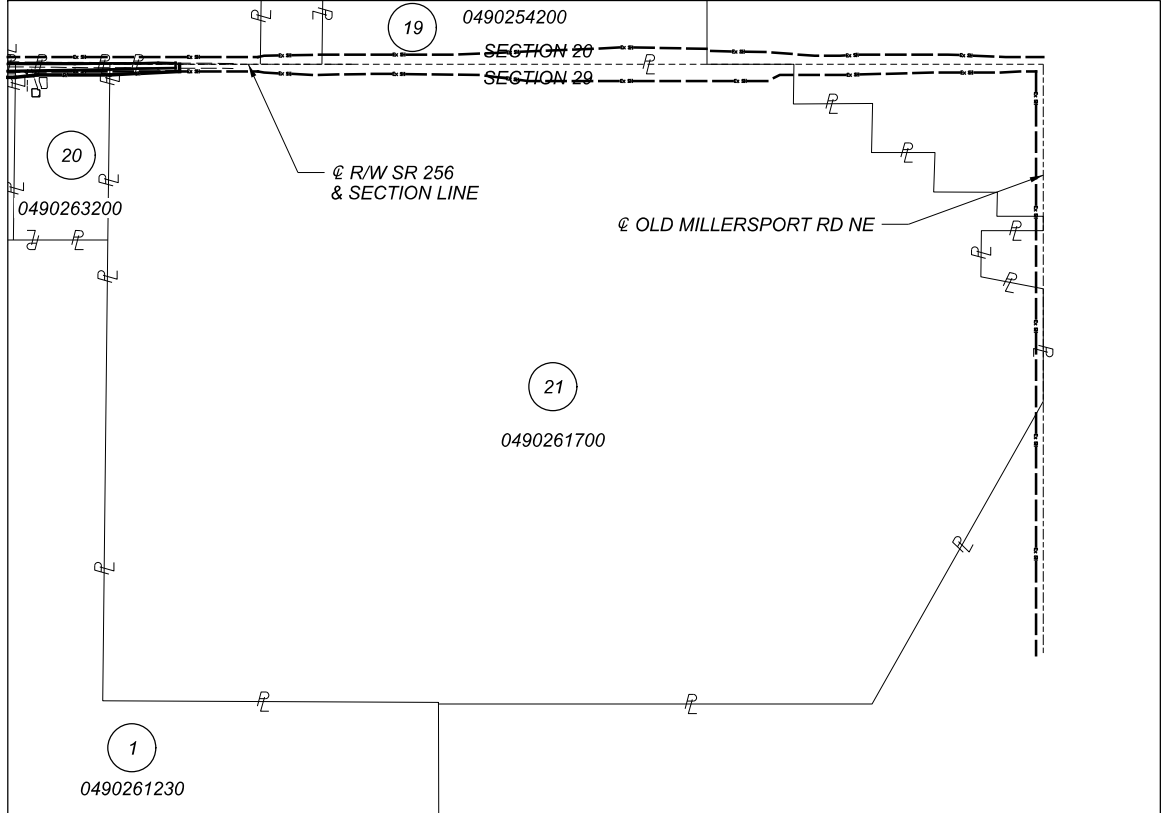 19
0490254200
SECTION 20
SECTION 29
20
0490263200
℄ R/W SR 256
& SECTION LINE
℄ OLD MILLERSPORT RD NE
21
0490261700
1
0490261230